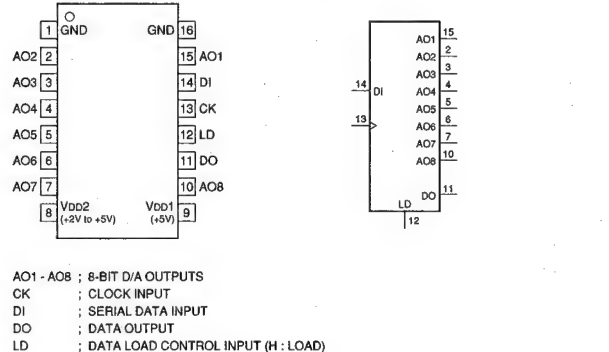 1 GND GND 16
AO2 2 15 AO1
AO3 3 14 DI
AO4 4 13 CK
AO5 5 12 LD
AO6 6 11 DO
AO7 7 10 AO8
8 VDD2 VDD1 9
(+2V to +5V) (+5V)
AO1 15
AO2 2
AO3 3
14 DI AO4 4
AO5 5
13 AO6 6
AO7 7
AO8 10
DO 11
LD
12
AO1 - AO8 ; 8-BIT D/A OUTPUTS
CK ; CLOCK INPUT
DI ; SERIAL DATA INPUT
DO ; DATA OUTPUT
LD ; DATA LOAD CONTROL INPUT (H : LOAD)